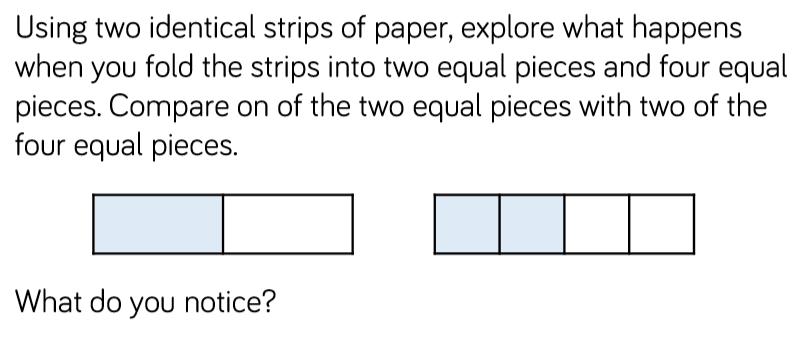 Using two identical strips of paper, explore what happens
when you fold the strips into two equal pieces and four equal
pieces. Compare on of the two equal pieces with two of the
four equal pieces.
What do you notice?